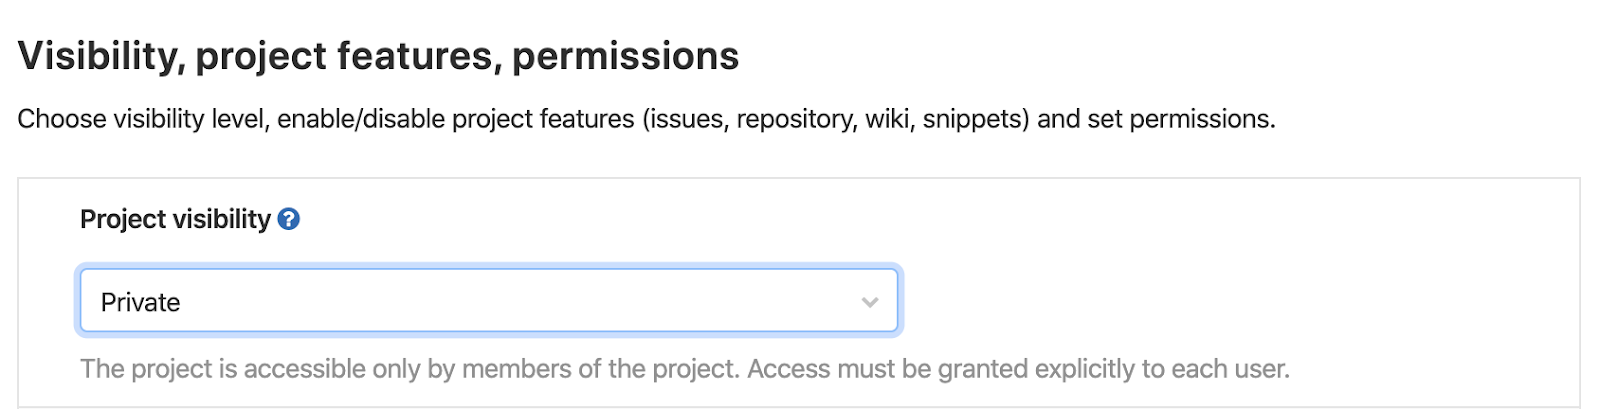 Visibility, project features, permissions
Choose visibility level, enable/disable project features (issues, repository, wiki, snippets) and set permissions.
Project visibility ?
Private
The project is accessible only by members of the project. Access must be granted explicitly to each user.